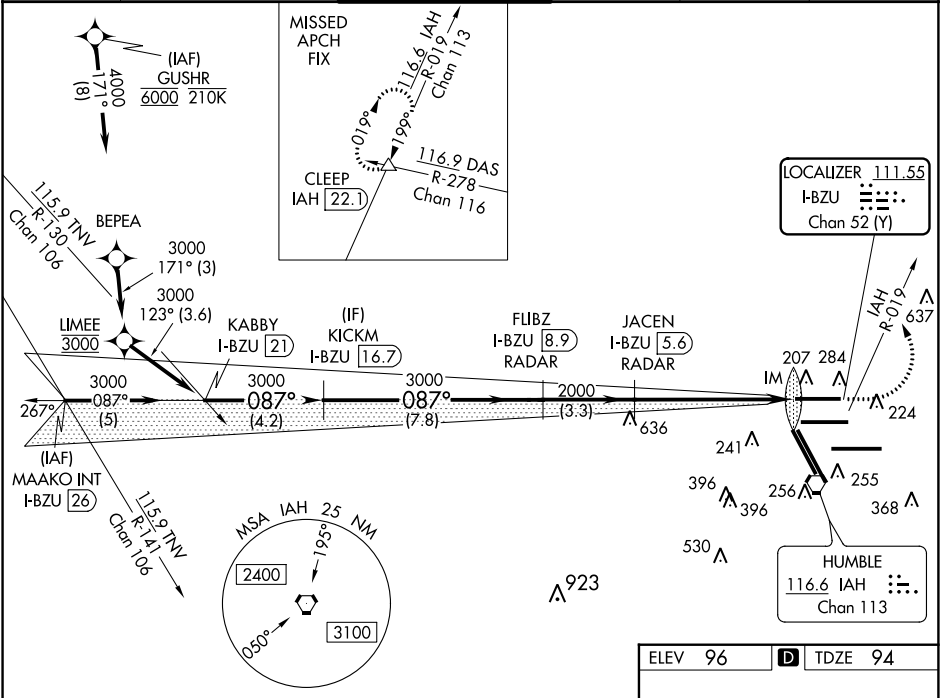 MISSED
APCH
FIX
116.6 IAH
R-019
Chan 113
019°
199°
CLEEP
IAH 22.1
116.9 DAS
R-278
Chan 116
(IAF)
GUSHR
6000 210K
4000
171°
(8)
LOCALIZER 111.55
I-BZU
Chan 52 (Y)
115.9 TNV
R-130
Chan 106
BEPEA
3000
171° (3)
3000
123° (3.6)
LIMEE
3000
KABBY
I-BZU 21
(IF)
KICKM
I-BZU 16.7
FLIBZ
I-BZU 8.9
RADAR
JACEN
I-BZU 5.6
RADAR
IAH
R-019
637
207
284
IM
267°
3000
087°
(5)
3000
087°
(4.2)
3000
087°
(7.8)
2000
(3.3)
224
636
241
(IAF)
MAAKO INT
I-BZU 26
115.9 TNV
R-141
Chan 106
396
396
256
255
368
530
MSA IAH 25 NM
195°
2400
050°
3100
923
HUMBLE
116.6 IAH
Chan 113
ELEV 96 D TDZE 94